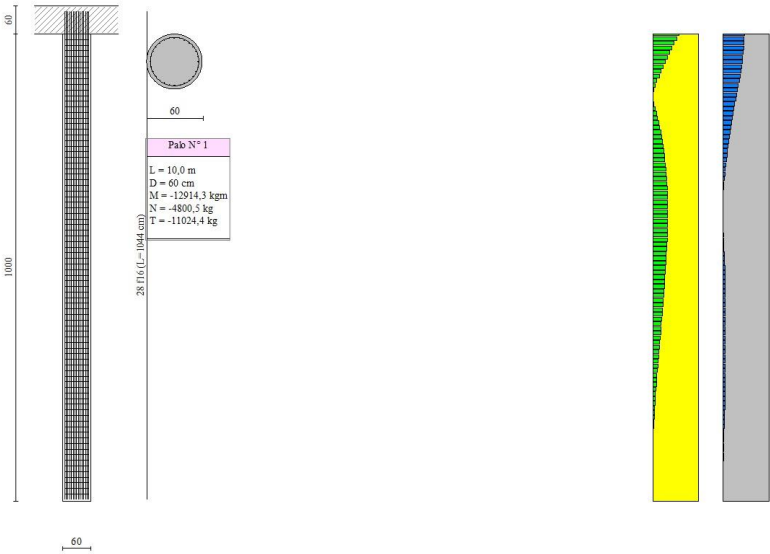 60
60
Palo N° 1
L = 10,0 m
D = 60 cm
M = -12914,3 kgm
N = -4800,5 kg
T = -11024,4 kg
28 f16 (L=1044 cm)
1000
60